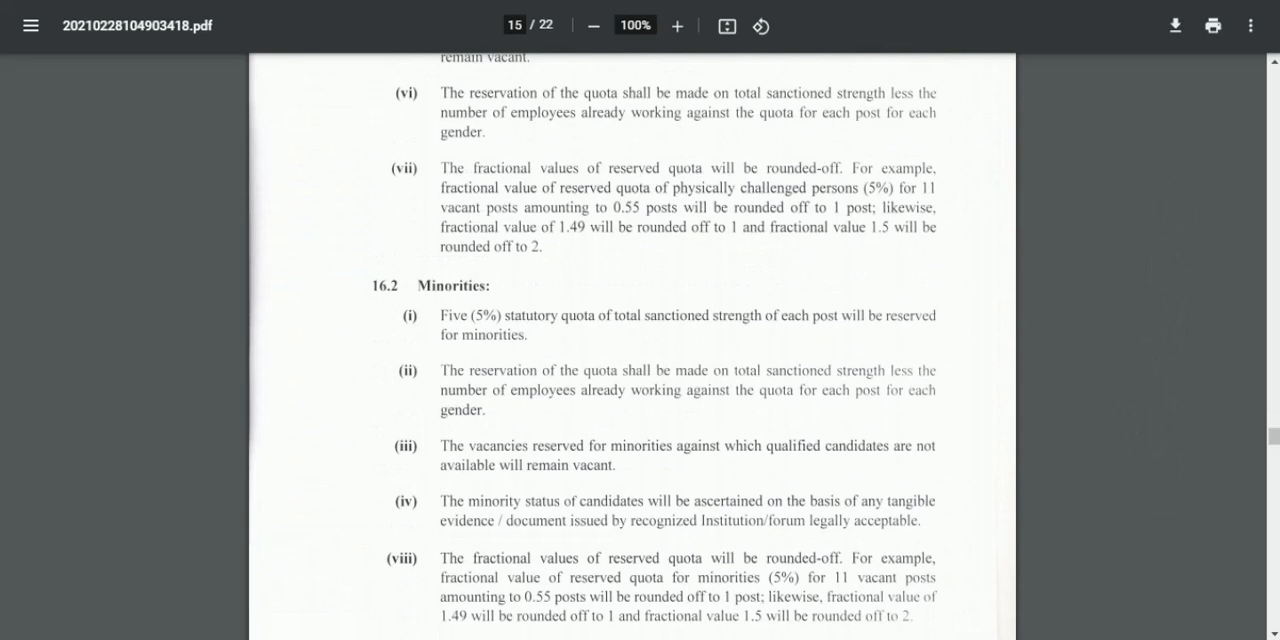 20210228104903418.pdf
15 / 22
100%
remain vacant.
(vi) The reservation of the quota shall be made on total sanctioned strength less the
number of employees already working against the quota for each post for each
gender.
(vii) The fractional values of reserved quota will be rounded-off. For example,
fractional value of reserved quota of physically challenged persons (5%) for 11
vacant posts amounting to 0.55 posts will be rounded off to 1 post; likewise,
fractional value of 1.49 will be rounded off to 1 and fractional value 1.5 will be
rounded off to 2.
16.2 Minorities:
(i) Five (5%) statutory quota of total sanctioned strength of each post will be reserved
for minorities.
(ii) The reservation of the quota shall be made on total sanctioned strength less the
number of employees already working against the quota for each post for each
gender.
(iii) The vacancies reserved for minorities against which qualified candidates are not
available will remain vacant.
(iv) The minority status of candidates will be ascertained on the basis of any tangible
evidence / document issued by recognized Institution/forum legally acceptable.
(viii) The fractional values of reserved quota will be rounded-off. For example,
fractional value of reserved quota for minorities (5%) for 11 vacant posts
amounting to 0.55 posts will be rounded off to 1 post; likewise, fractional value of
1.49 will be rounded off to 1 and fractional value 1.5 will be rounded off to 2.